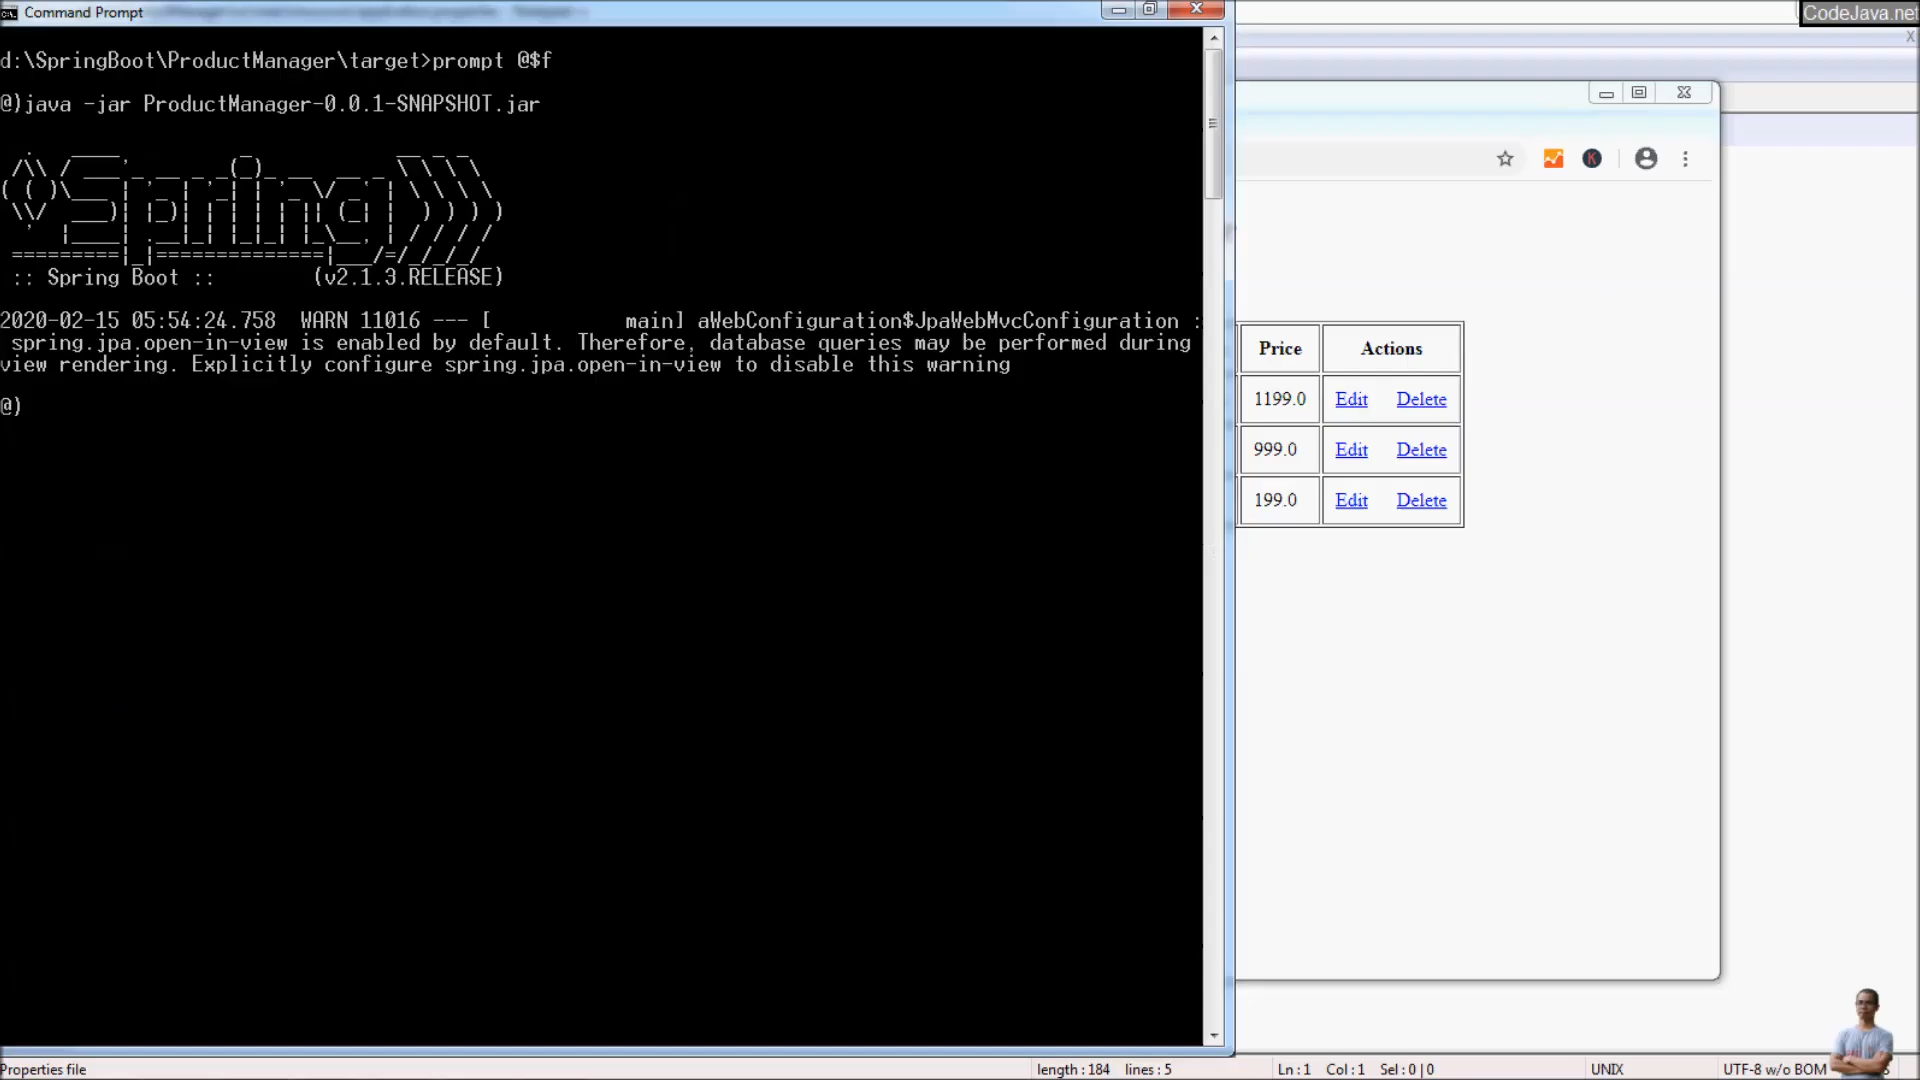 Command Prompt
CodeJava.net
d:\SpringBoot\ProductManager\target>prompt @$f
@)java -jar ProductManager-0.0.1-SNAPSHOT.jar
Spring
:: Spring Boot ::        (v2.1.3.RELEASE)
2020-02-15 05:54:24.758  WARN 11016 --- [           main] aWebConfiguration$JpaWebMvcConfiguration :
spring.jpa.open-in-view is enabled by default. Therefore, database queries may be performed during
view rendering. Explicitly configure spring.jpa.open-in-view to disable this warning
@)
Price Actions
1199.0 Edit Delete
999.0 Edit Delete
199.0 Edit Delete
Properties file length : 184 lines : 5 Ln : 1 Col : 1 Sel : 0 | 0 UNIX UTF-8 w/o BOM